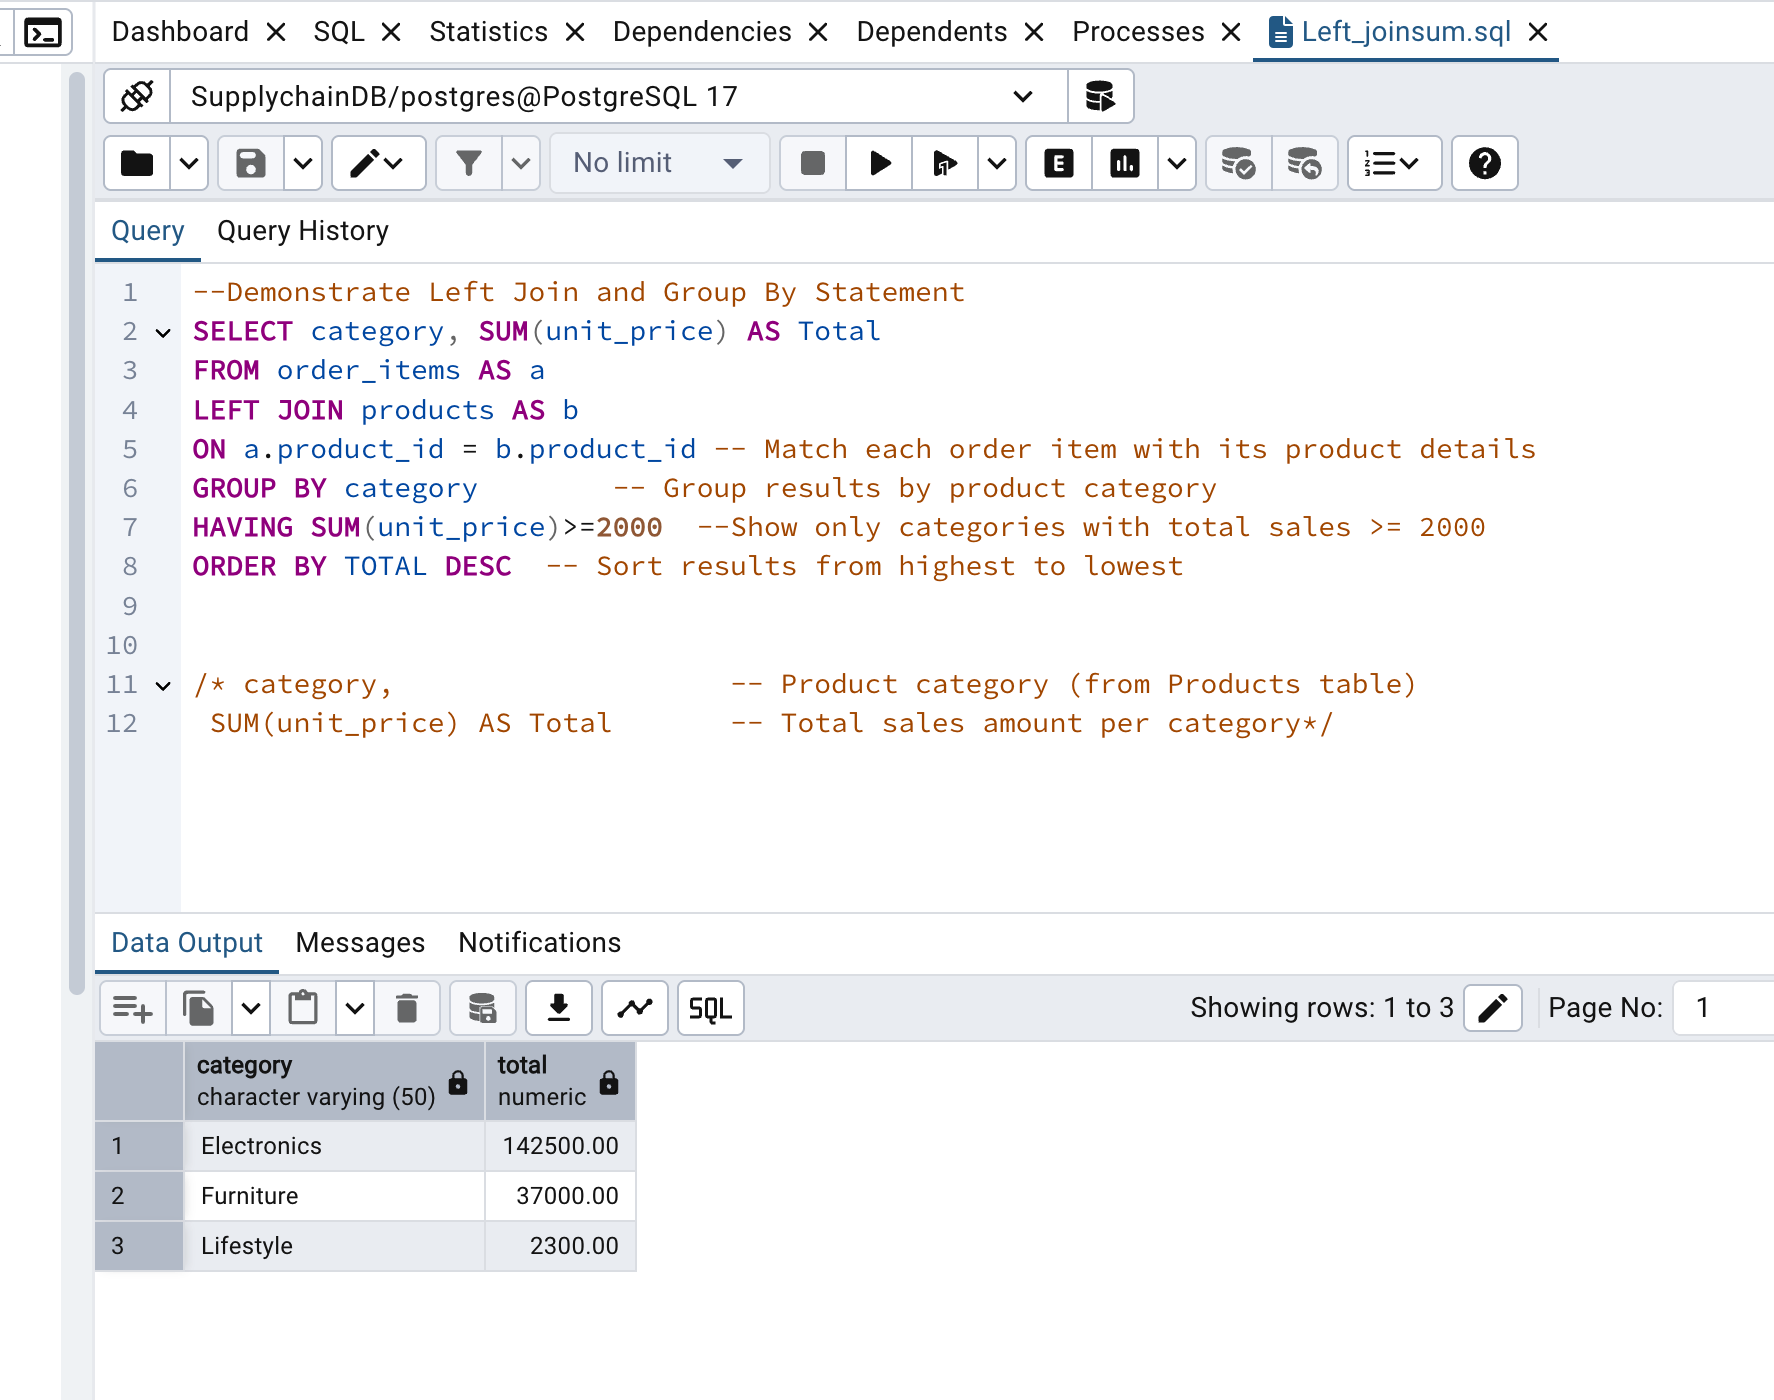 Dashboard SQL Statistics Dependencies Dependents Processes Left_joinsum.sql
SupplychainDB/postgres@PostgreSQL 17
No limit E
Query Query History
1 --Demonstrate Left Join and Group By Statement
2 SELECT category, SUM(unit_price) AS Total
3 FROM order_items AS a
4 LEFT JOIN products AS b
5 ON a.product_id = b.product_id -- Match each order item with its product details
6 GROUP BY category -- Group results by product category
7 HAVING SUM(unit_price)>=2000 --Show only categories with total sales >= 2000
8 ORDER BY TOTAL DESC -- Sort results from highest to lowest
9
10
11 /* category, -- Product category (from Products table)
12 SUM(unit_price) AS Total -- Total sales amount per category*/
Data Output Messages Notifications
SQL Showing rows: 1 to 3 Page No: 1
category total
character varying (50) numeric
1 Electronics 142500.00
2 Furniture 37000.00
3 Lifestyle 2300.00